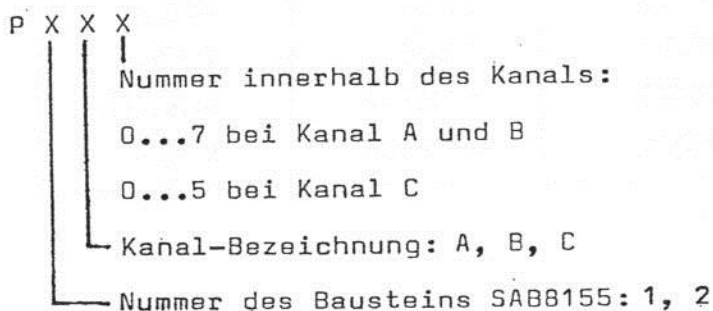 P X X X
Nummer innerhalb des Kanals:
0...7 bei Kanal A und B
0...5 bei Kanal C
Kanal-Bezeichnung: A, B, C
Nummer des Bausteins SAB8155: 1, 2